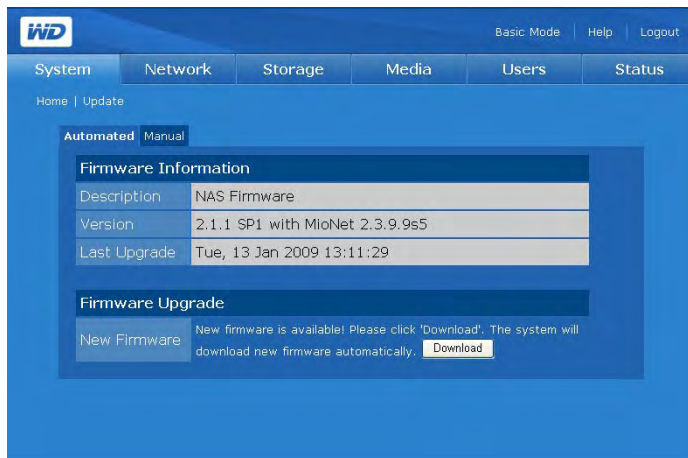 WD
Basic Mode | Help | Logout
System Network Storage Media Users Status
Home | Update
Automated Manual
Firmware Information
Description NAS Firmware
Version 2.1.1 SP1 with MioNet 2.3.9.9s5
Last Upgrade Tue, 13 Jan 2009 13:11:29
Firmware Upgrade
New Firmware New firmware is available! Please click 'Download'. The system will
download new firmware automatically. Download